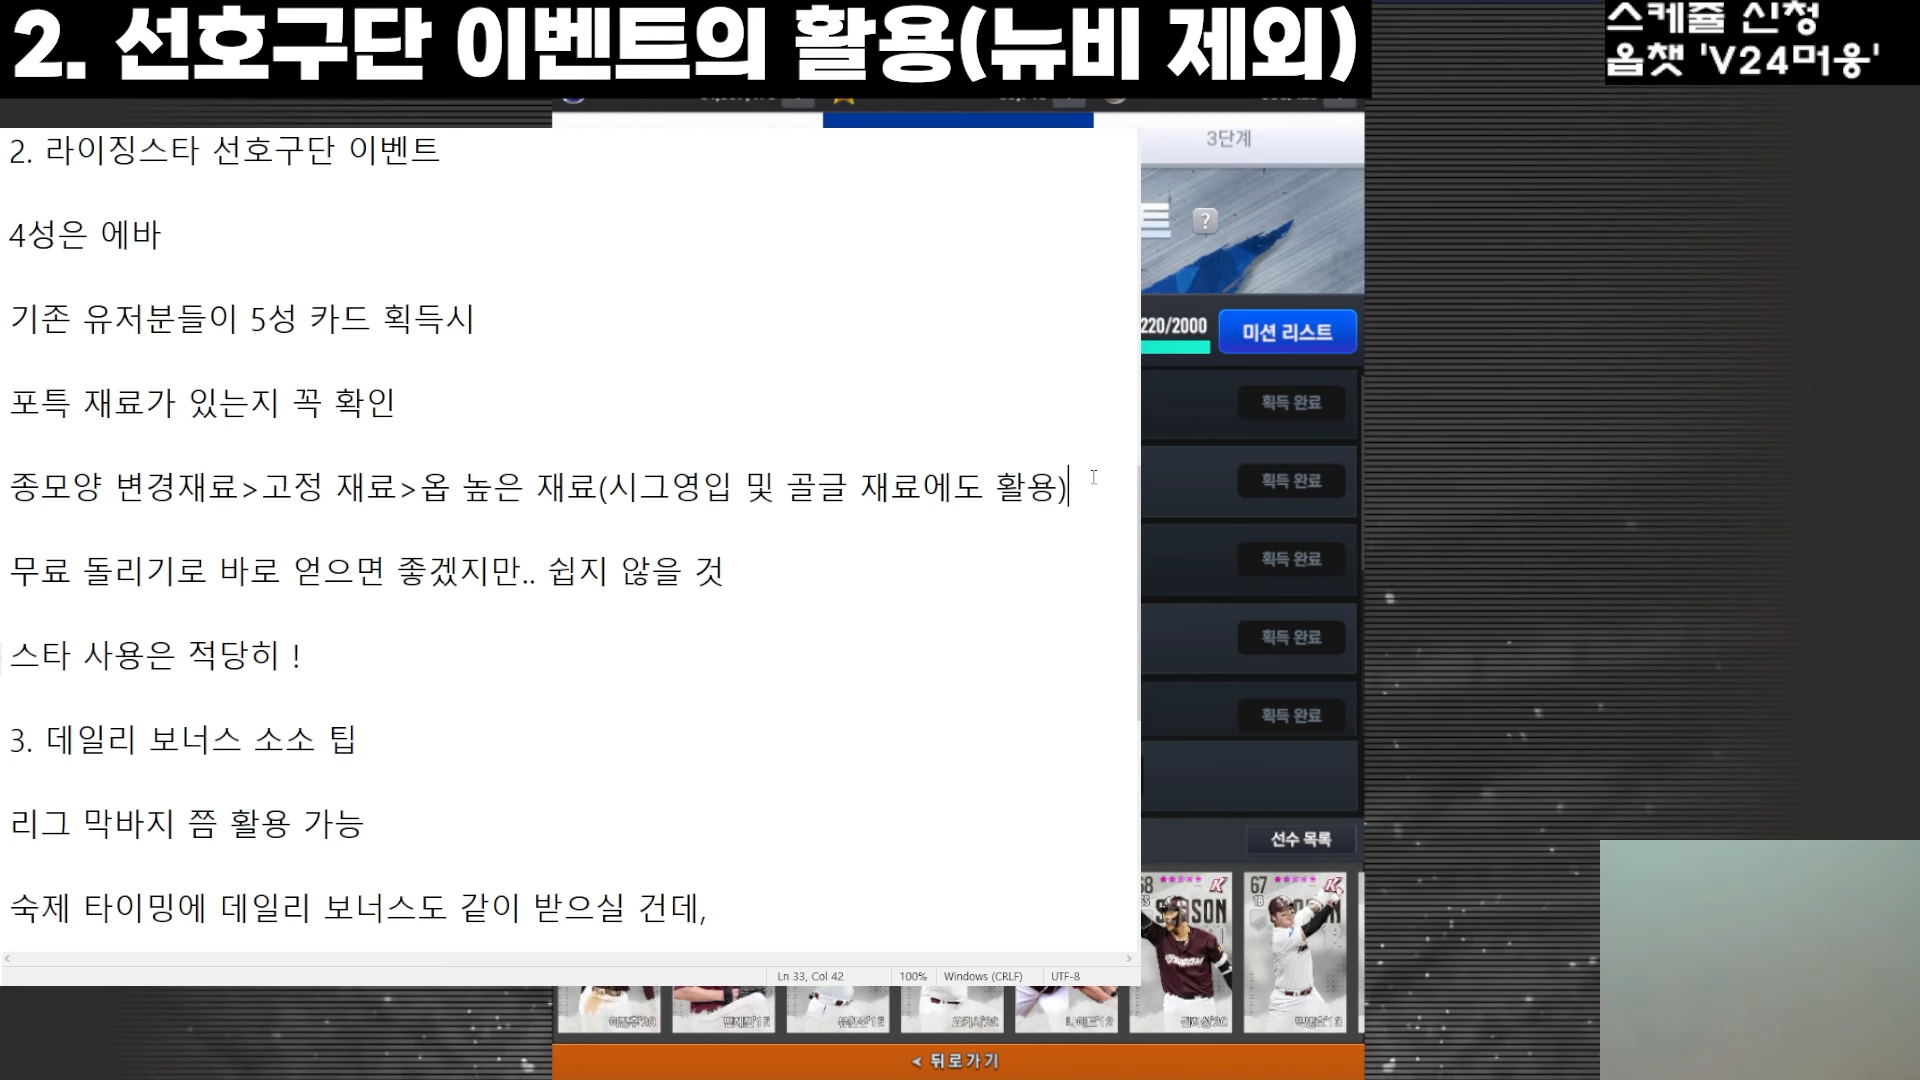 2. 선호구단 이벤트의 활용(뉴비 제외)
스케쥴 신청
옵챗 'V24머웅'
3단계
2. 라이징스타 선호구단 이벤트
4성은 에바
?
기존 유저분들이 5성 카드 획득시
220/2000
미션 리스트
포특 재료가 있는지 꼭 확인
획득 완료
종모양 변경재료>고정 재료>옵 높은 재료(시그영입 및 골글 재료에도 활용)
획득 완료
무료 돌리기로 바로 얻으면 좋겠지만.. 쉽지 않을 것
획득 완료
스타 사용은 적당히 !
획득 완료
3. 데일리 보너스 소소 팁
획득 완료
리그 막바지 쯤 활용 가능
선수 목록
숙제 타이밍에 데일리 보너스도 같이 받으실 건데,
67
1B
Ln 33, Col 42
100%
Windows (CRLF)
UTF-8
< 뒤로가기